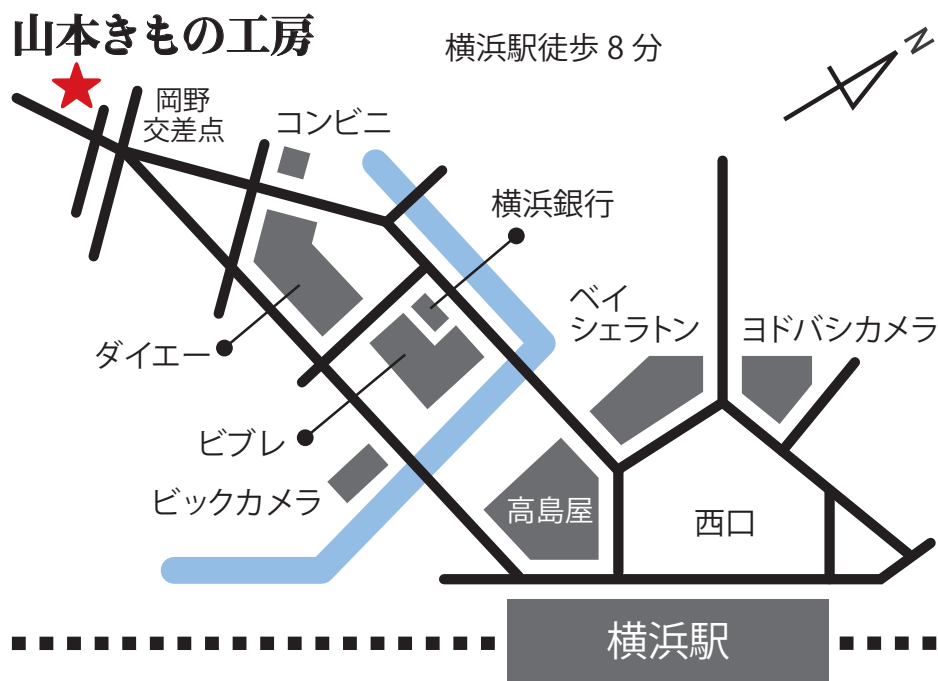 山本きもの工房
横浜駅徒歩 8 分
N
岡野
交差点
コンビニ
横浜銀行
ベイ
シェラトン
ヨドバシカメラ
ダイエー
ビブレ
ビックカメラ
高島屋
西口
横浜駅